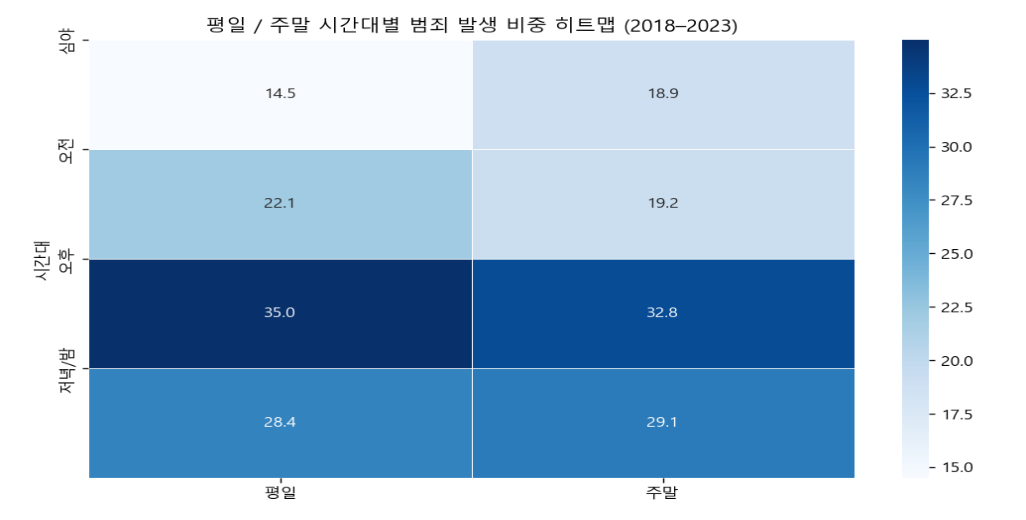 평일 / 주말 시간대별 범죄 발생 비중 히트맵 (2018–2023)
시간대
심야
14.5
18.9
오전
22.1
19.2
오후
35.0
32.8
저녁/밤
28.4
29.1
평일
주말
32.5
30.0
27.5
25.0
22.5
20.0
17.5
15.0